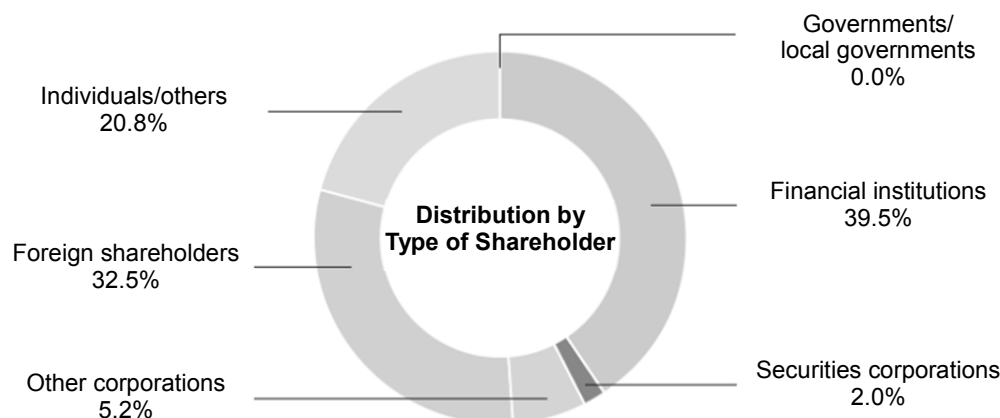 Governments/
local governments
0.0%
Individuals/others
20.8%
Financial institutions
39.5%
Distribution by
Type of Shareholder
Foreign shareholders
32.5%
Securities corporations
2.0%
Other corporations
5.2%